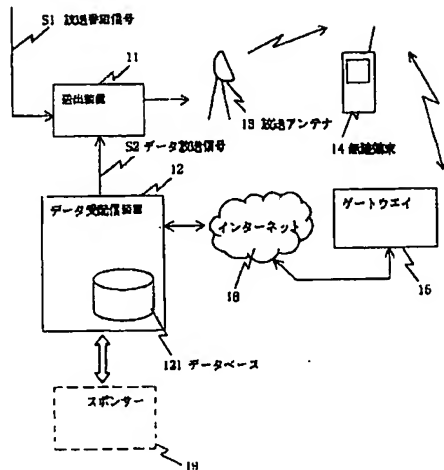 S1 放送番組信号
11
送出装置
13 放送アンテナ
14 無線端末
S2 データ放送信号
12
データ受配信装置
インターネット
18
ゲートウエイ
16
121 データベース
スポンサー
19